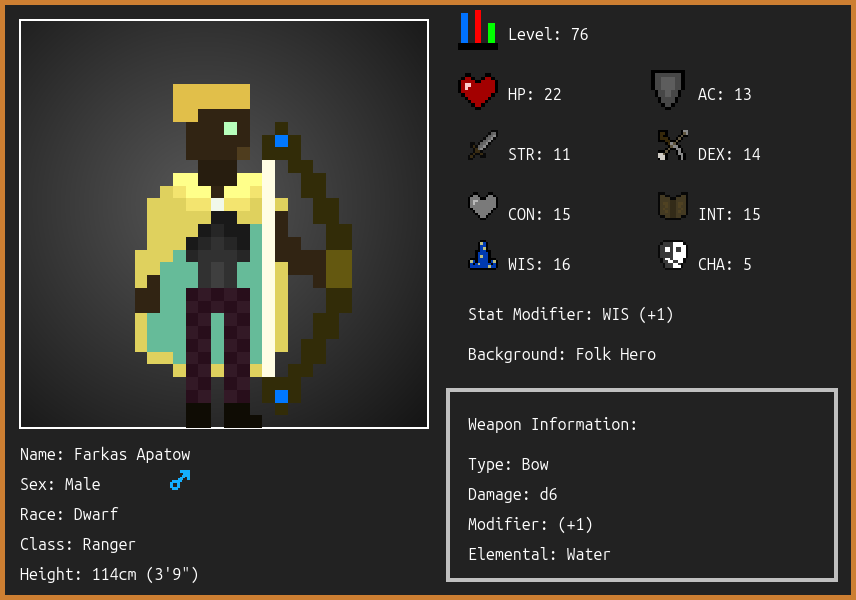 Level: 76
HP: 22
AC: 13
STR: 11
DEX: 14
CON: 15
INT: 15
WIS: 16
CHA: 5
Stat Modifier: WIS (+1)
Background: Folk Hero
Weapon Information:
Type: Bow
Damage: d6
Modifier: (+1)
Elemental: Water
Name: Farkas Apatow
Sex: Male
Race: Dwarf
Class: Ranger
Height: 114cm (3'9")